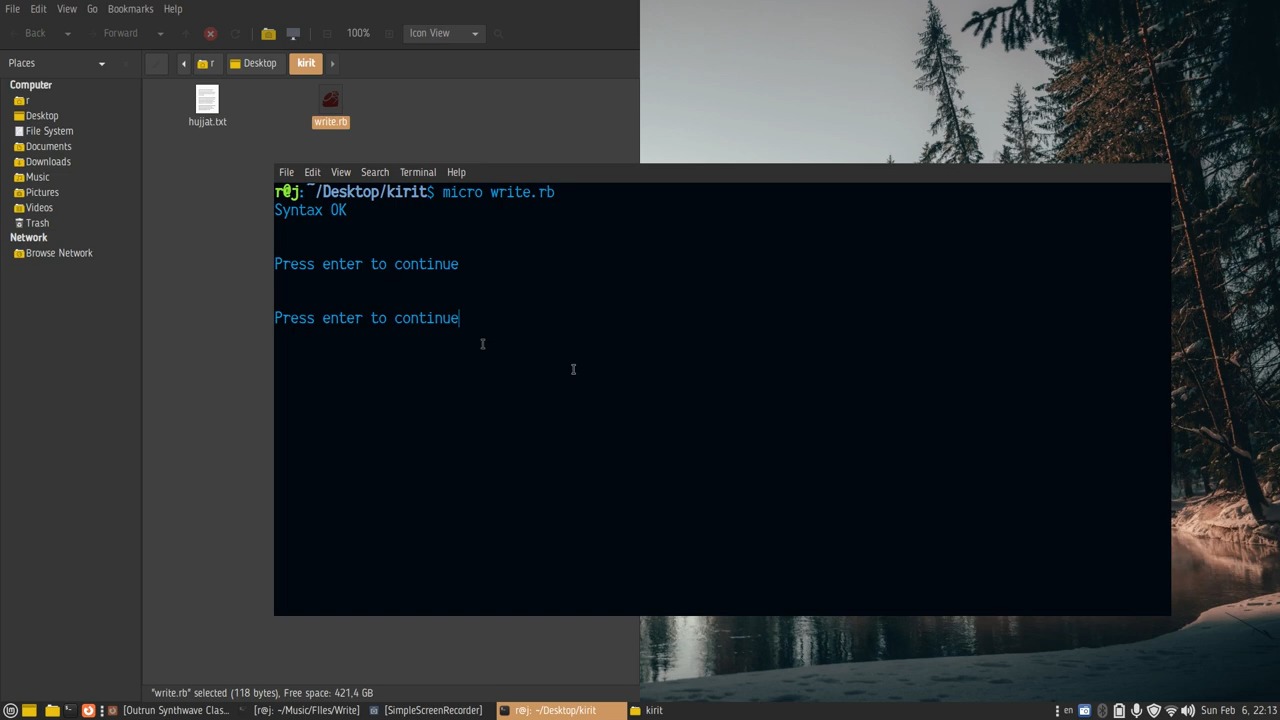 File Edit View Go Bookmarks Help
Back Forward 100% Icon View
Places
r Desktop kirit
Computer
r
Desktop
File System
Documents
Downloads
Music
Pictures
Videos
Trash
Network
Browse Network
hujjat.txt write.rb
File Edit View Search Terminal Help
r@j:~/Desktop/kirit$ micro write.rb
Syntax OK
Press enter to continue
Press enter to continue
"write.rb" selected (118 bytes), Free space: 421,4 GB
[Outrun Synthwave Clas... [r@j: ~/Music/FIles/Write] [SimpleScreenRecorder] r@j: ~/Desktop/kirit kirit en Sun Feb 6, 22:13